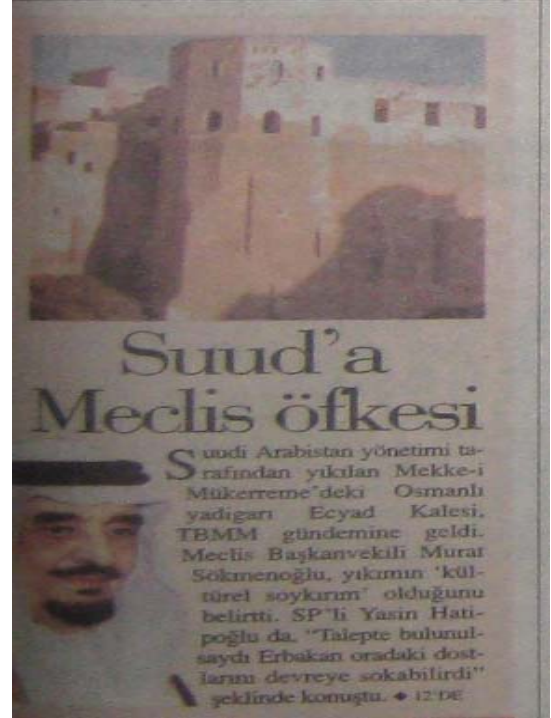 Suud'a
Meclis öfkesi
Suudi Arabistan yönetimi ta-
rafından yıkılan Mekke-i
Mükerreme'deki Osmanlı
yadigarı Ecyad Kalesi,
TBMM gündemine geldi.
Meclis Başkanvekili Murat
Sökmenoğlu, yıkımın 'kül-
türel soykırım' olduğunu
belirtti. SP'li Yasin Hati-
poğlu da, "Talepte bulunul-
saydı Erbakan oradaki dost-
larını devreye sokabilirdi"
şeklinde konuştu. ◆ 12'DE